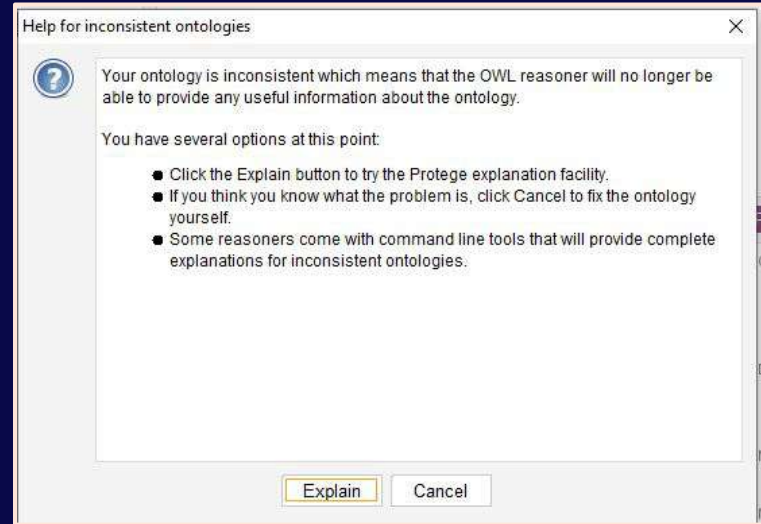 Help for inconsistent ontologies
Your ontology is inconsistent which means that the OWL reasoner will no longer be
able to provide any useful information about the ontology.
You have several options at this point:
Click the Explain button to try the Protege explanation facility.
If you think you know what the problem is, click Cancel to fix the ontology
yourself.
Some reasoners come with command line tools that will provide complete
explanations for inconsistent ontologies.
Explain Cancel